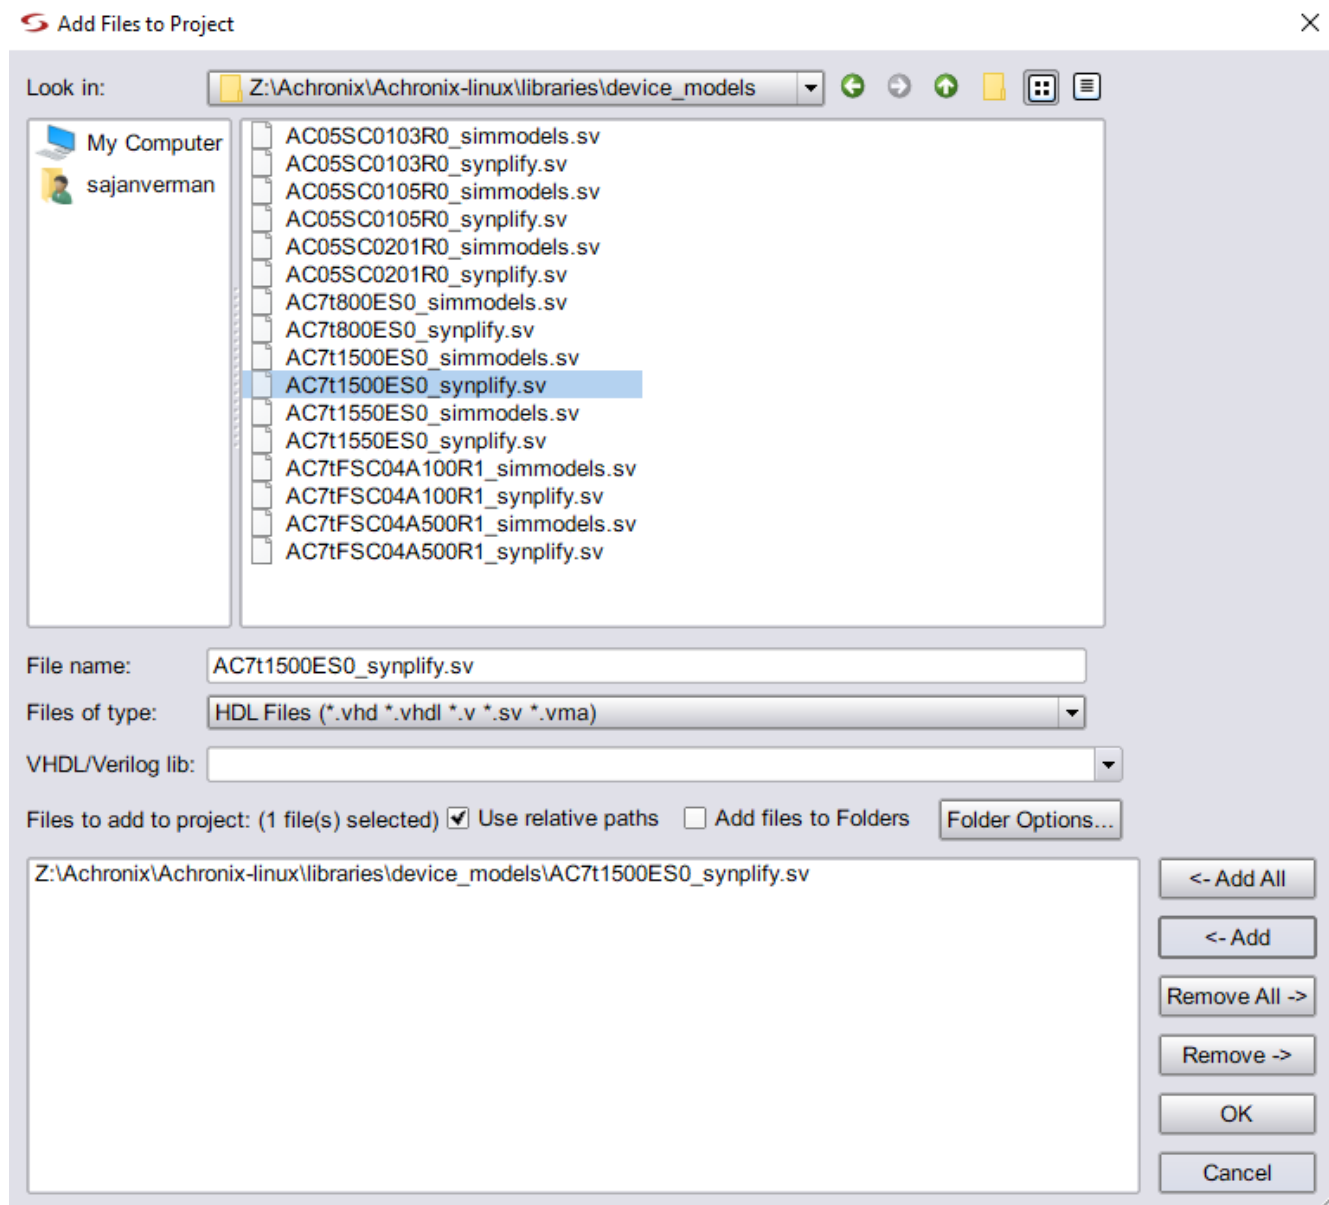 Add Files to Project
Look in:
Z:\Achronix\Achronix-linux\libraries\device_models
My Computer
sajanverman
AC05SC0103R0_simmodels.sv
AC05SC0103R0_synplify.sv
AC05SC0105R0_simmodels.sv
AC05SC0105R0_synplify.sv
AC05SC0201R0_simmodels.sv
AC05SC0201R0_synplify.sv
AC7t800ES0_simmodels.sv
AC7t800ES0_synplify.sv
AC7t1500ES0_simmodels.sv
AC7t1500ES0_synplify.sv
AC7t1550ES0_simmodels.sv
AC7t1550ES0_synplify.sv
AC7tFSC04A100R1_simmodels.sv
AC7tFSC04A100R1_synplify.sv
AC7tFSC04A500R1_simmodels.sv
AC7tFSC04A500R1_synplify.sv
File name: AC7t1500ES0_synplify.sv
Files of type: HDL Files (*.vhd *.vhdl *.v *.sv *.vma)
VHDL/Verilog lib:
Files to add to project: (1 file(s) selected) Use relative paths Add files to Folders Folder Options...
Z:\Achronix\Achronix-linux\libraries\device_models\AC7t1500ES0_synplify.sv
<- Add All
<- Add
Remove All ->
Remove ->
OK
Cancel